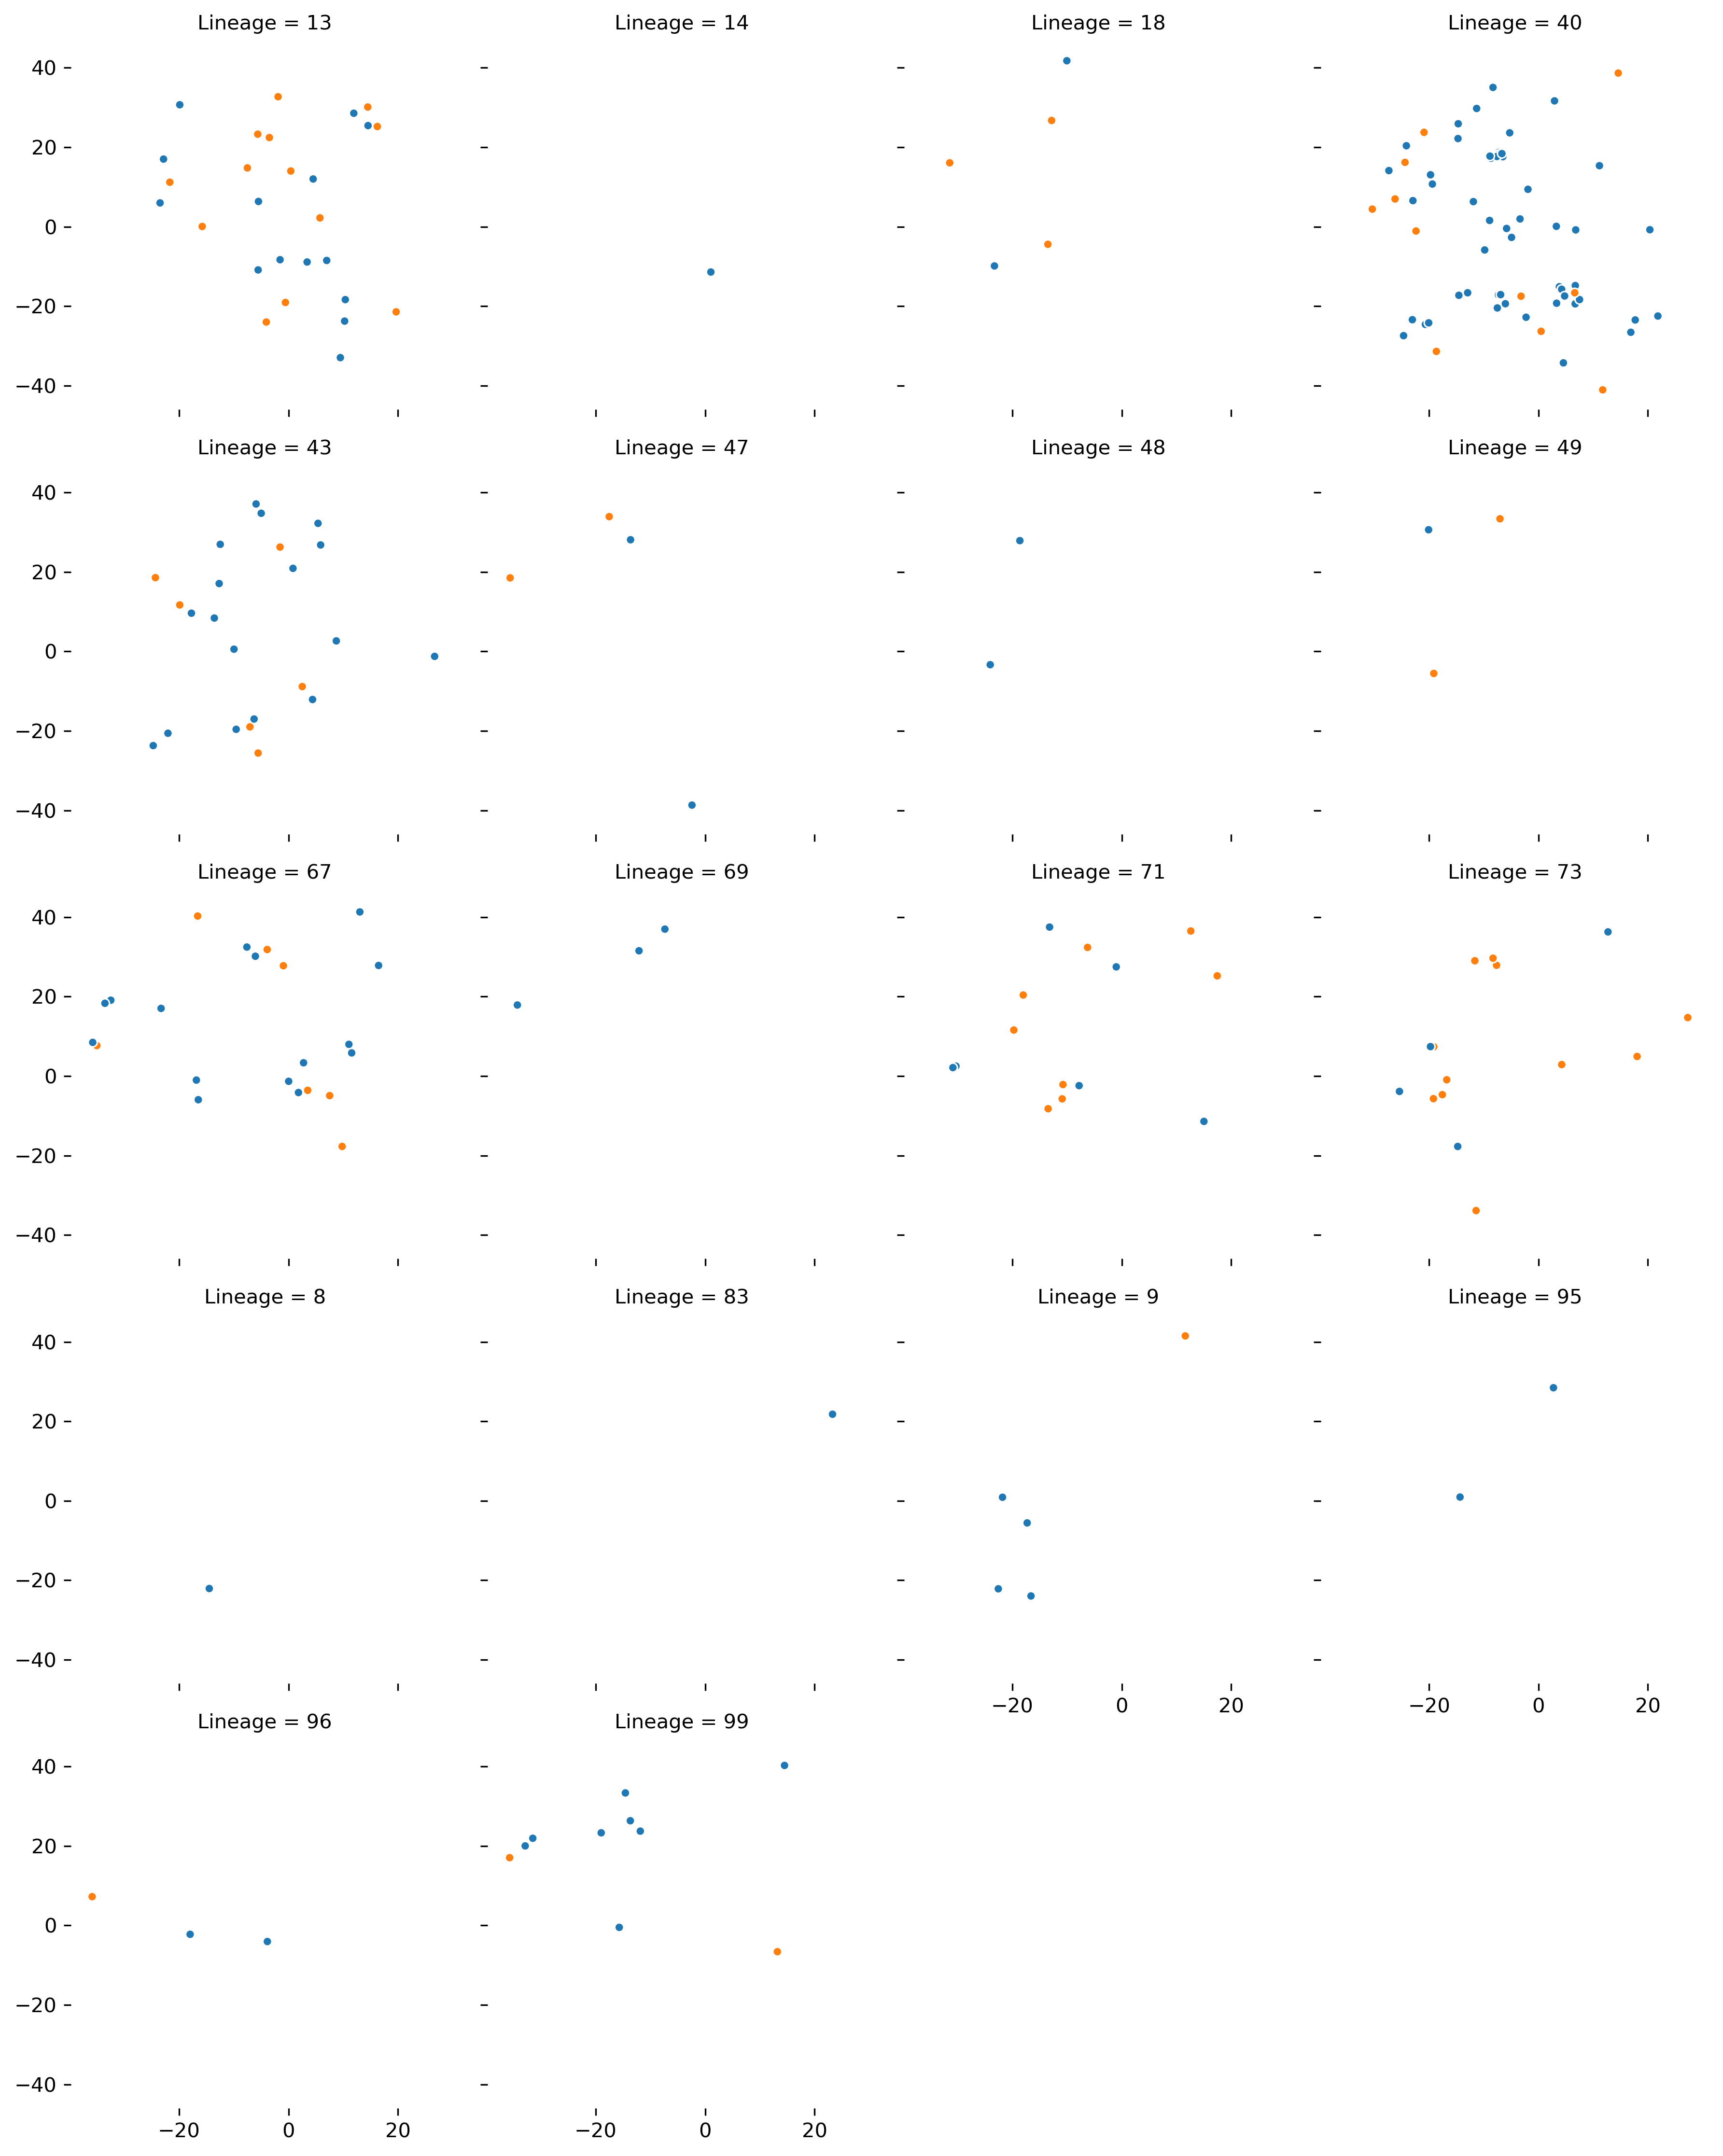 Lineage = 13
Lineage = 14
Lineage = 18
Lineage = 40
40
20
0
−20
−40
Lineage = 43
Lineage = 47
Lineage = 48
Lineage = 49
40
20
0
−20
−40
Lineage = 67
Lineage = 69
Lineage = 71
Lineage = 73
40
20
0
−20
−40
Lineage = 8
Lineage = 83
Lineage = 9
Lineage = 95
40
20
0
−20
−40
−20 0 20
−20 0 20
Lineage = 96
Lineage = 99
40
20
0
−20
−40
−20 0 20
−20 0 20